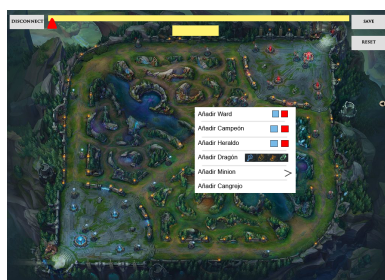 DISCONNECT
SAVE
RESET
Añadir Ward
Añadir Campeón
Añadir Heraldo
Añadir Dragón
Añadir Minion
Añadir Cangrejo